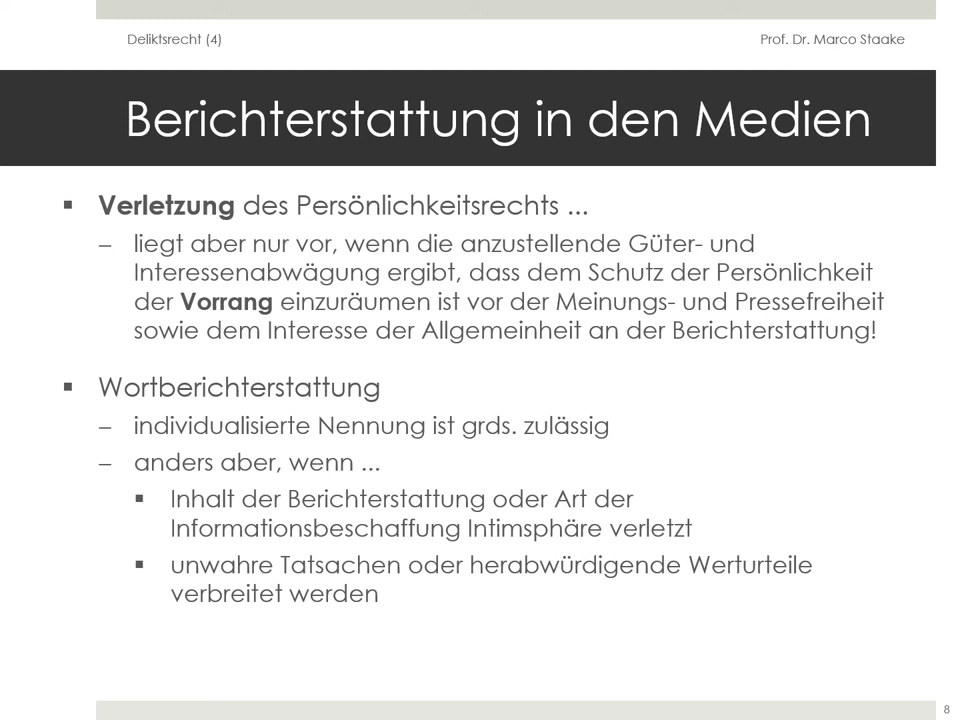 Deliktsrecht (4)
Prof. Dr. Marco Staake
Berichterstattung in den Medien
▪ Verletzung des Persönlichkeitsrechts ...
– liegt aber nur vor, wenn die anzustellende Güter- und
Interessenabwägung ergibt, dass dem Schutz der Persönlichkeit
der Vorrang einzuräumen ist vor der Meinungs- und Pressefreiheit
sowie dem Interesse der Allgemeinheit an der Berichterstattung!
▪ Wortberichterstattung
– individualisierte Nennung ist grds. zulässig
– anders aber, wenn ...
▪ Inhalt der Berichterstattung oder Art der
Informationsbeschaffung Intimsphäre verletzt
▪ unwahre Tatsachen oder herabwürdigende Werturteile
verbreitet werden
8